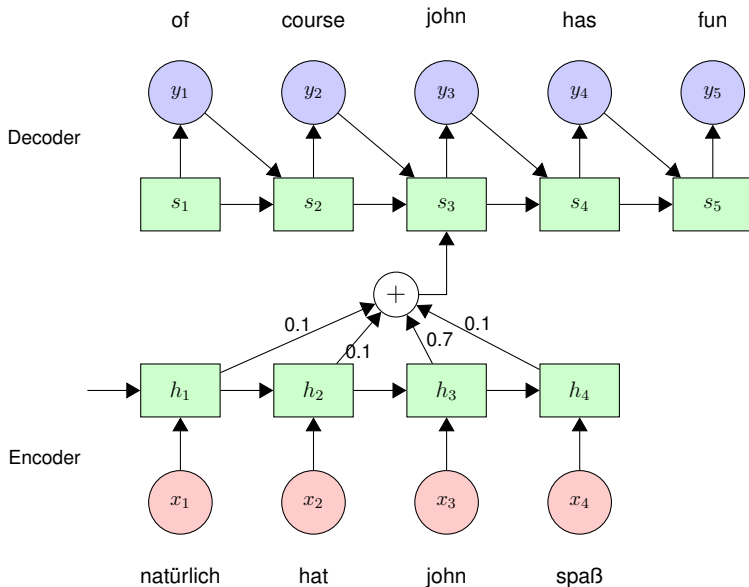 of course john has fun
y1 y2 y3 y4 y5
Decoder
s1 s2 s3 s4 s5
+
0.1 0.1 0.7 0.1
h1 h2 h3 h4
Encoder
x1 x2 x3 x4
natürlich hat john spaß